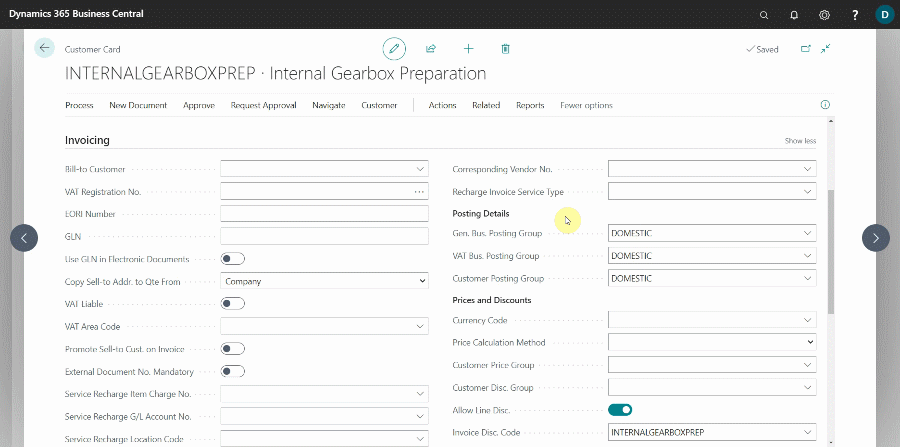 Dynamics 365 Business Central
?
D
Customer Card
Saved
INTERNALGEARBOXPREP · Internal Gearbox Preparation
Process New Document Approve Request Approval Navigate Customer Actions Related Reports Fewer options
Invoicing
Show less
Bill-to Customer
VAT Registration No.
EORI Number
GLN
Use GLN in Electronic Documents
Copy Sell-to Addr. to Qte From Company
VAT Liable
VAT Area Code
Promote Sell-to Cust. on Invoice
External Document No. Mandatory
Service Recharge Item Charge No.
Service Recharge G/L Account No.
Service Recharge Location Code
Corresponding Vendor No.
Recharge Invoice Service Type
Posting Details
Gen. Bus. Posting Group DOMESTIC
VAT Bus. Posting Group DOMESTIC
Customer Posting Group DOMESTIC
Prices and Discounts
Currency Code
Price Calculation Method
Customer Price Group
Customer Disc. Group
Allow Line Disc.
Invoice Disc. Code INTERNALGEARBOXPREP